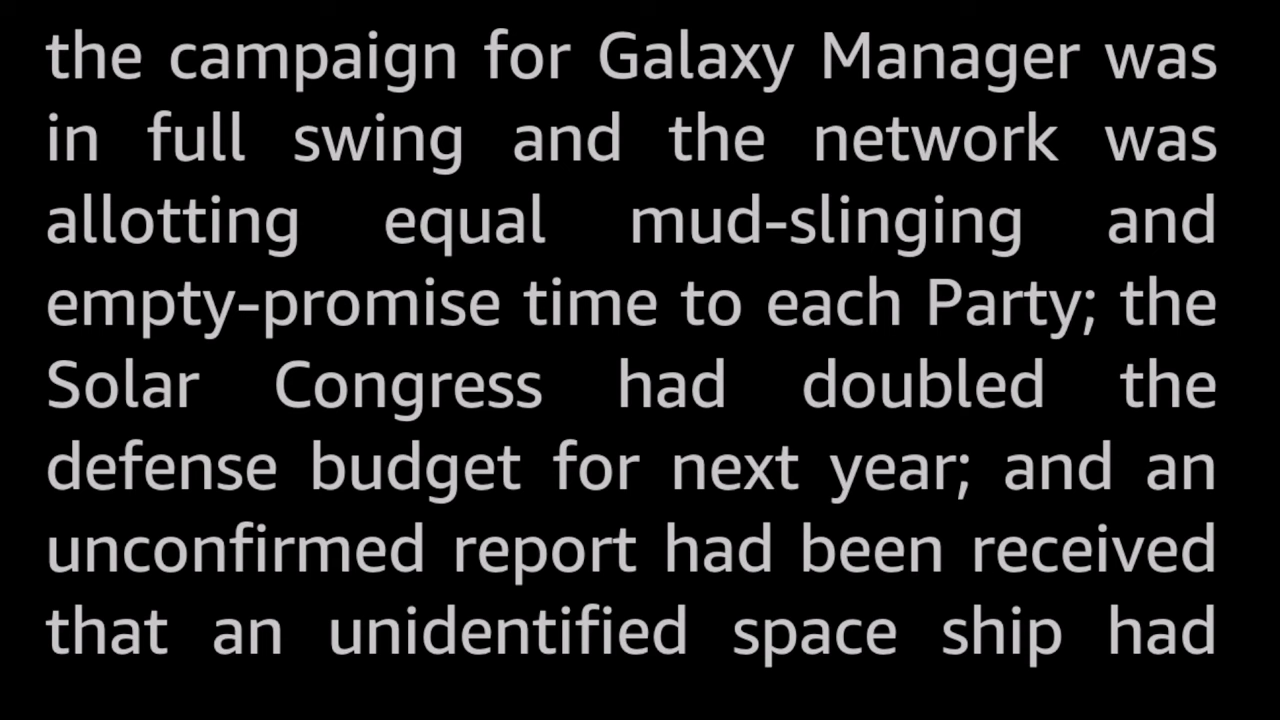 the campaign for Galaxy Manager was
in full swing and the network was
allotting equal mud-slinging and
empty-promise time to each Party; the
Solar Congress had doubled the
defense budget for next year; and an
unconfirmed report had been received
that an unidentified space ship had